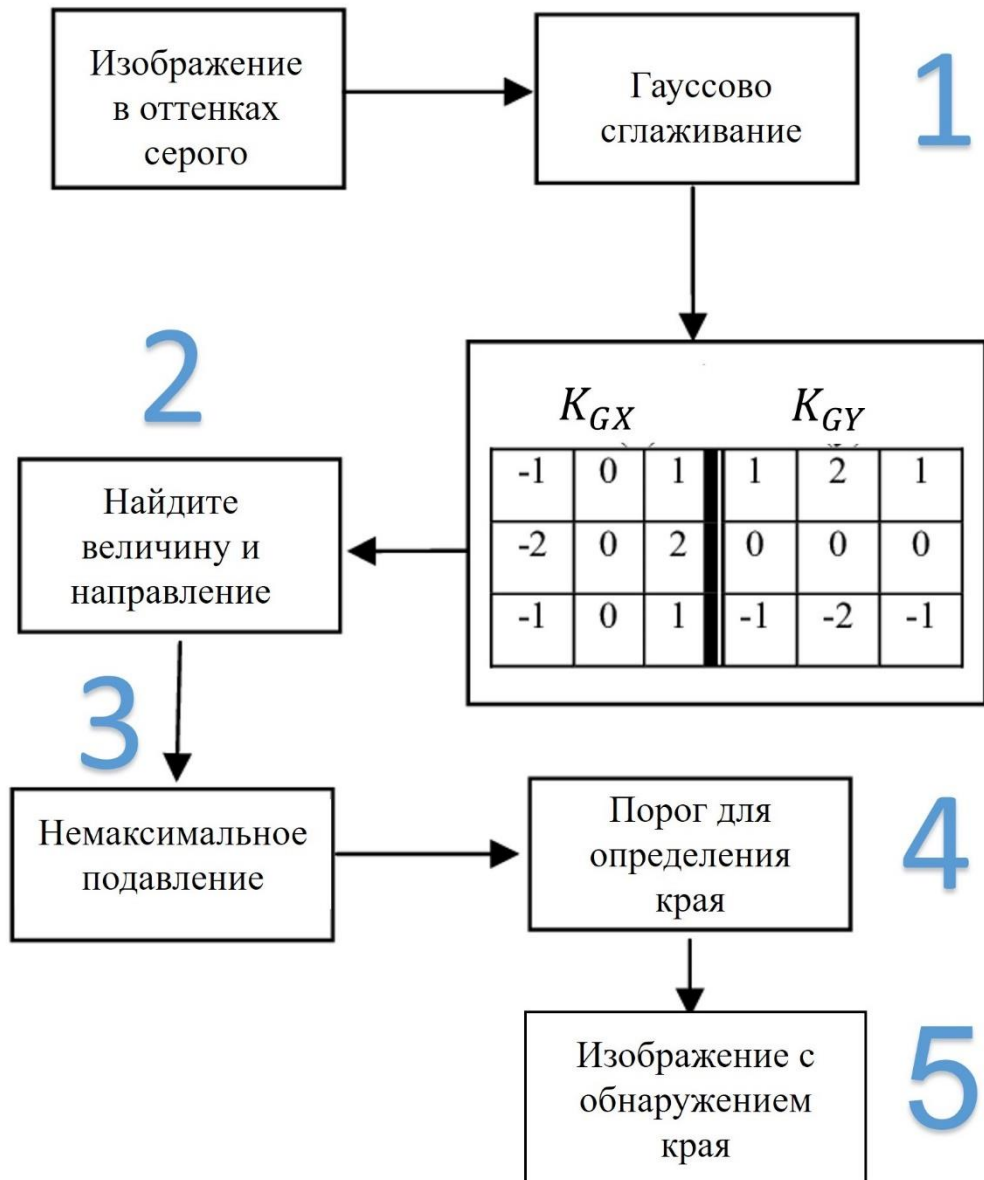 Изображение
в оттенках
серого
Гауссово
сглаживание
1
2
K_GX K_GY
-1 0 1 1 2 1
-2 0 2 0 0 0
-1 0 1 -1 -2 -1
Найдите
величину и
направление
3
Немаксимальное
подавление
Порог для
определения
края
4
Изображение с
обнаружением
края
5